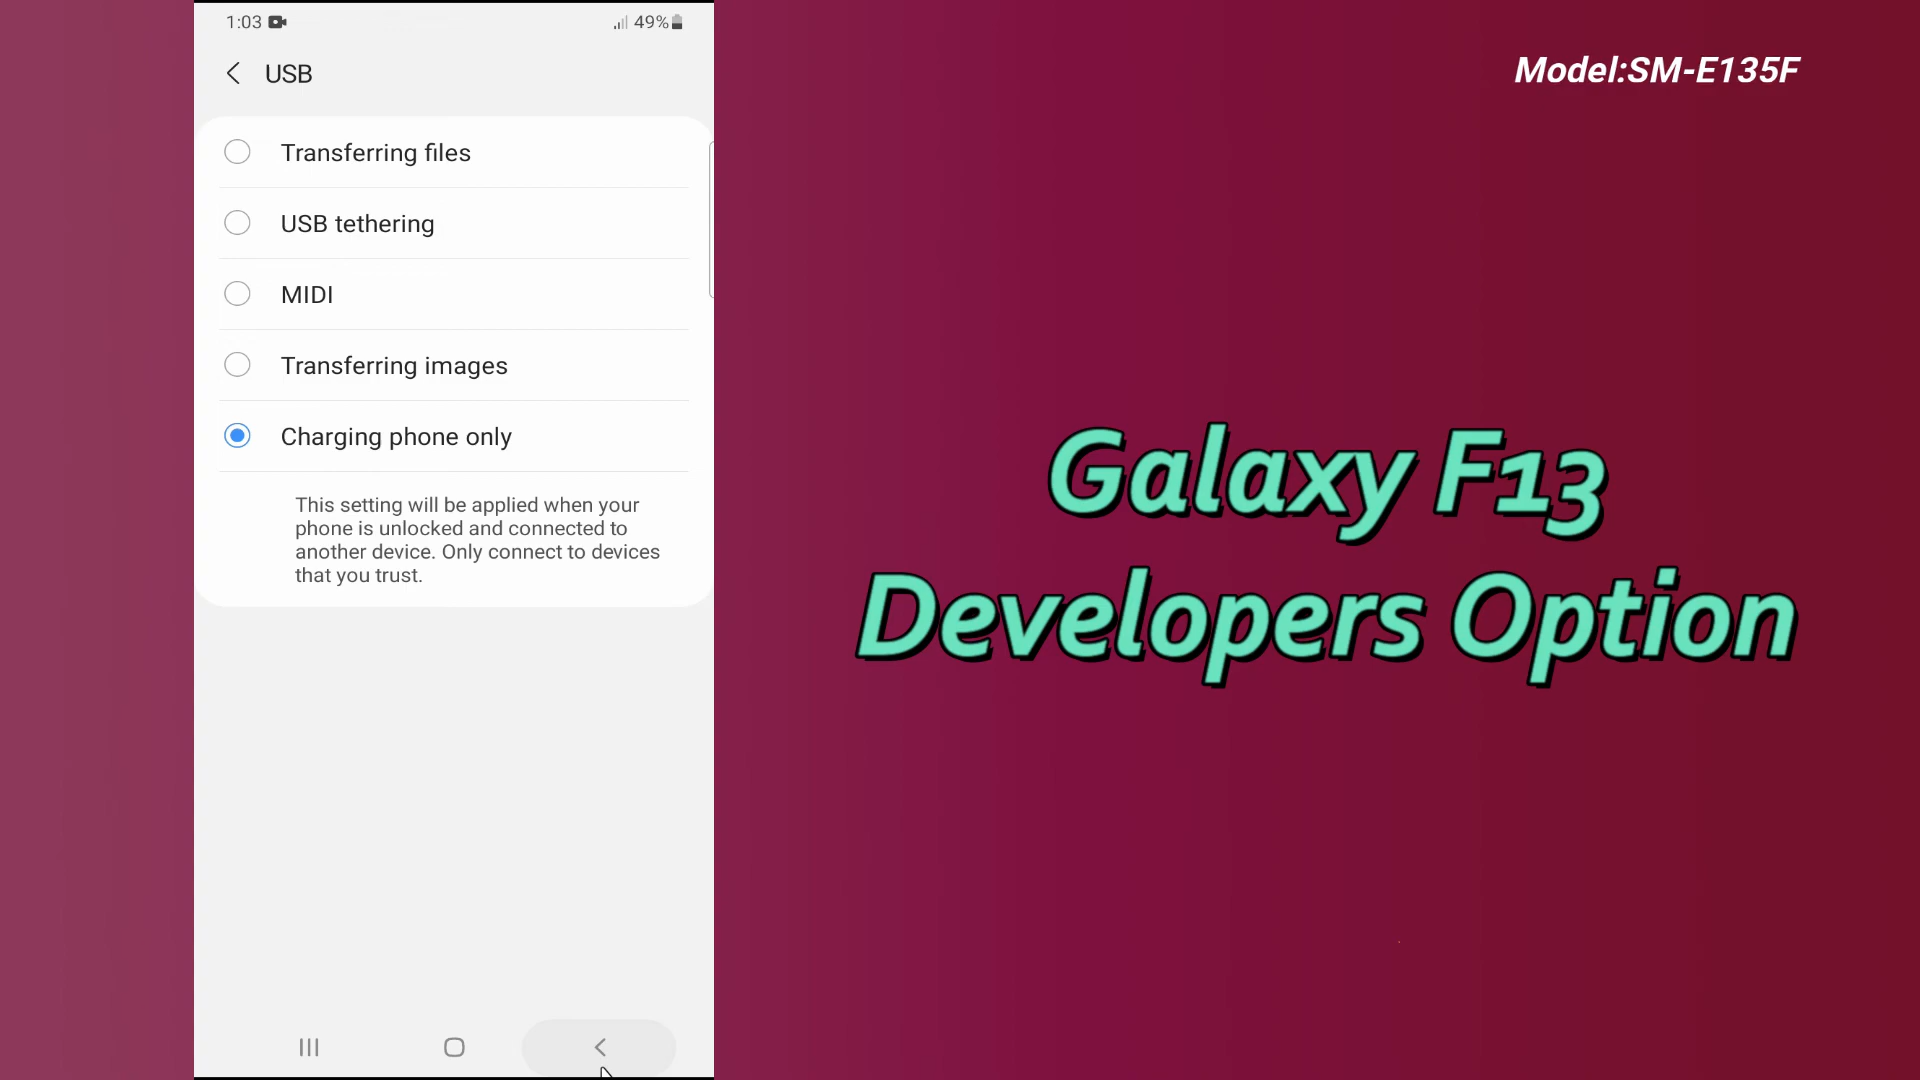 1:03
49%
USB
Transferring files
USB tethering
MIDI
Transferring images
Charging phone only
This setting will be applied when your
phone is unlocked and connected to
another device. Only connect to devices
that you trust.
Model:SM-E135F
Galaxy F13
Developers Option